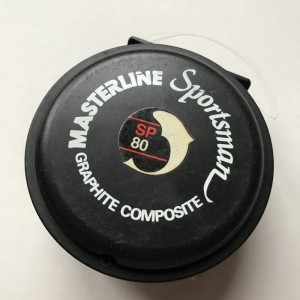 MASTERLINE Sportsman
SP
80
GRAPHITE COMPOSITE